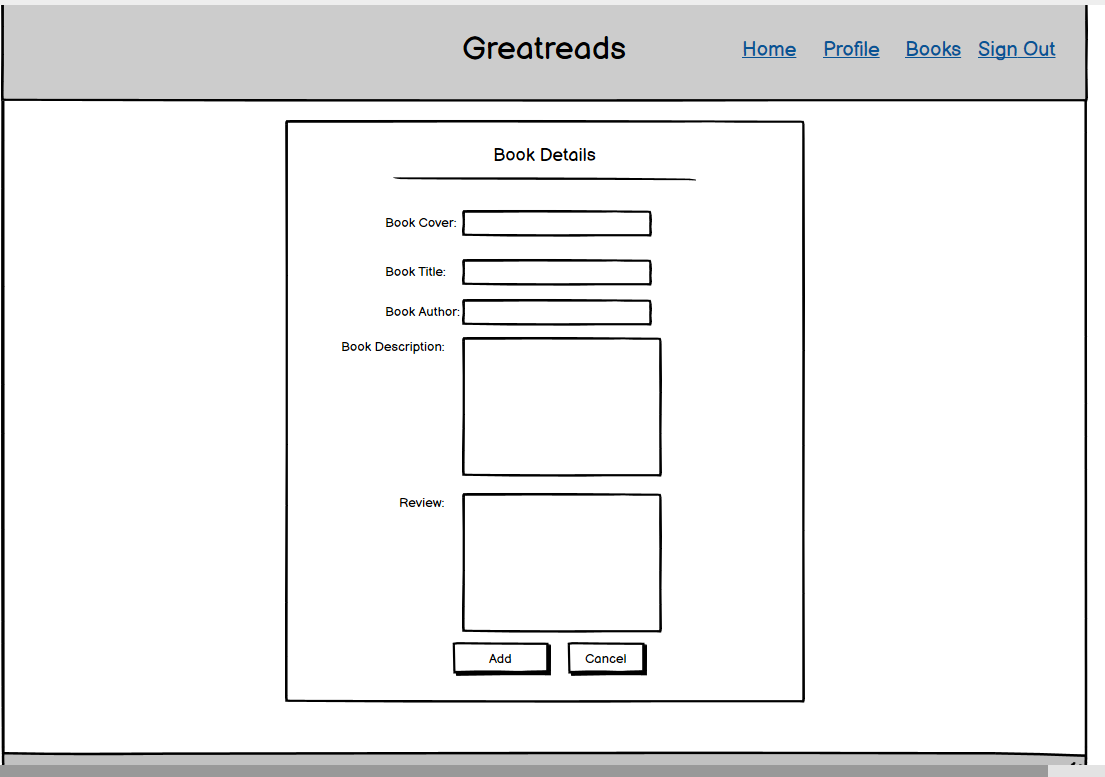 Greatreads
Home Profile Books Sign Out
Book Details
Book Cover:
Book Title:
Book Author:
Book Description:
Review:
Add Cancel